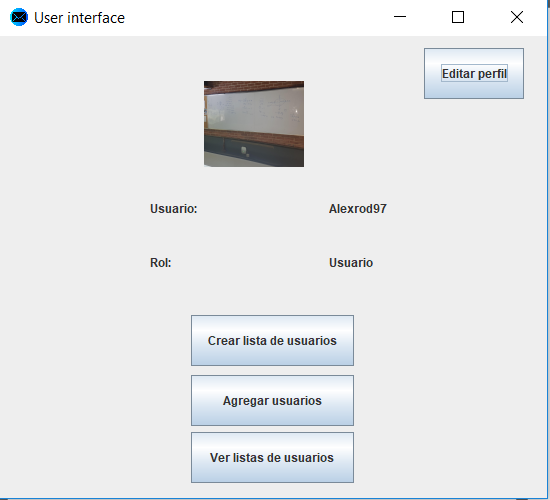 User interface
Editar perfil
Usuario: Alexrod97
Rol: Usuario
Crear lista de usuarios
Agregar usuarios
Ver listas de usuarios